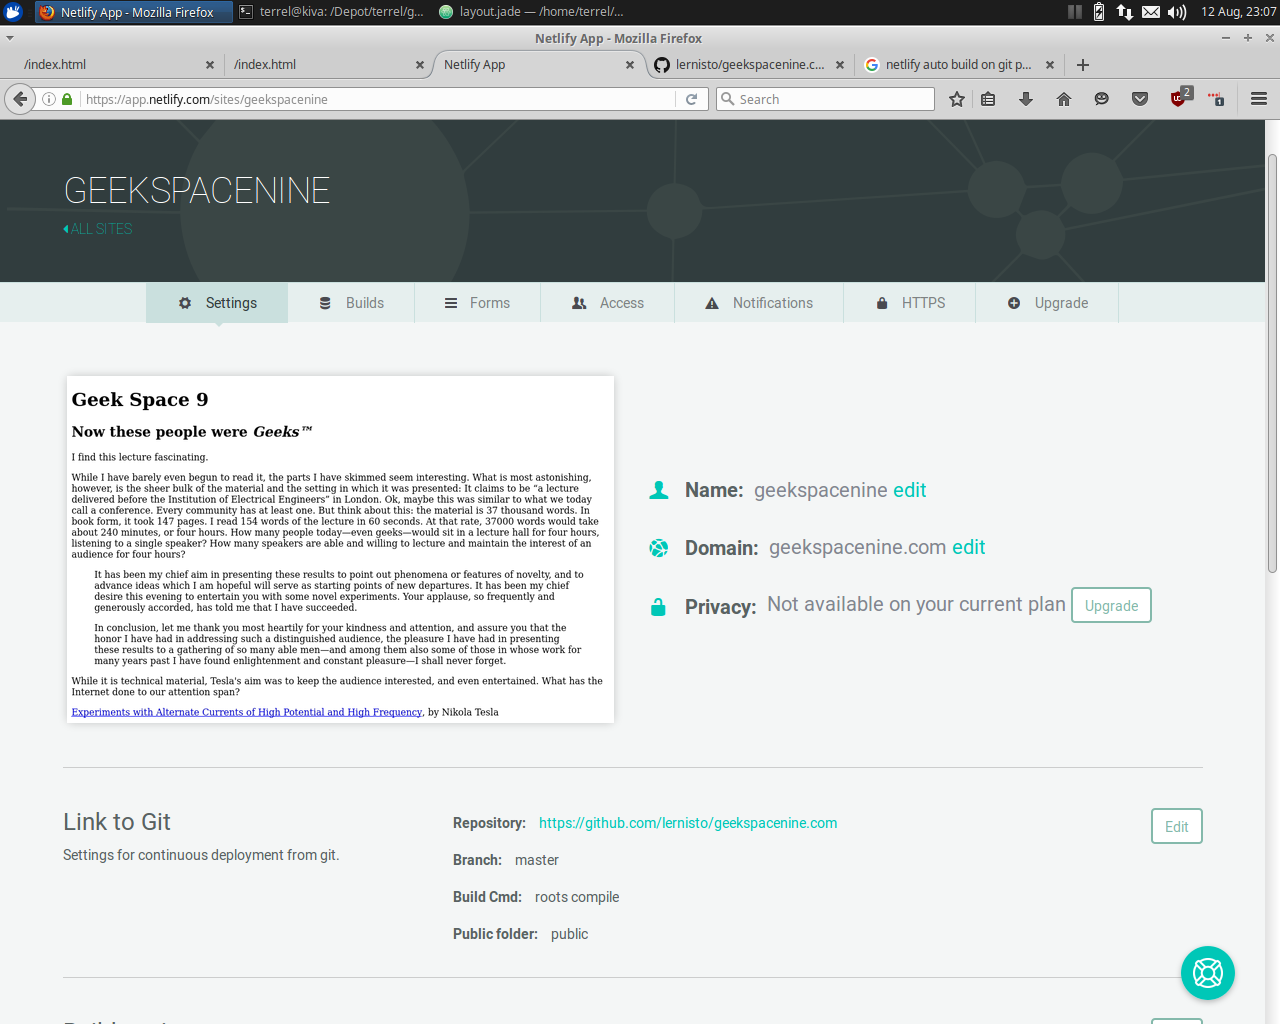 Netlify App - Mozilla Firefox
terrel@kiva: /Depot/terrel/g...
layout.jade — /home/terrel/...
12 Aug, 23:07
Netlify App - Mozilla Firefox
/index.html
/index.html
Netlify App
lernisto/geekspacenine.c...
netlify auto build on git p...
https://app.netlify.com/sites/geekspacenine
Search
2
1
GEEKSPACENINE
ALL SITES
Settings
Builds
Forms
Access
Notifications
HTTPS
Upgrade
Geek Space 9
Now these people were Geeks™
I find this lecture fascinating.
While I have barely even begun to read it, the parts I have skimmed seem interesting. What is most astonishing,
however, is the sheer bulk of the material and the setting in which it was presented: It claims to be “a lecture
delivered before the Institution of Electrical Engineers” in London. Ok, maybe this was similar to what we today
call a conference. Every community has at least one. But think about this: the material is 37 thousand words. In
book form, it took 147 pages. I read 154 words of the lecture in 60 seconds. At that rate, 37000 words would take
about 240 minutes, or four hours. How many people today—even geeks—would sit in a lecture hall for four hours,
listening to a single speaker? How many speakers are able and willing to lecture and maintain the interest of an
audience for four hours?
It has been my chief aim in presenting these results to point out phenomena or features of novelty, and to
advance ideas which I am hopeful will serve as starting points of new departures. It has been my chief
desire this evening to entertain you with some novel experiments. Your applause, so frequently and
generously accorded, has told me that I have succeeded.
In conclusion, let me thank you most heartily for your kindness and attention, and assure you that the
honor I have had in addressing such a distinguished audience, the pleasure I have had in presenting
these results to a gathering of so many able men—and among them also some of those in whose work for
many years past I have found enlightenment and constant pleasure—I shall never forget.
While it is technical material, Tesla's aim was to keep the audience interested, and even entertained. What has the
Internet done to our attention span?
Experiments with Alternate Currents of High Potential and High Frequency, by Nikola Tesla
Name: geekspacenine edit
Domain: geekspacenine.com edit
Privacy: Not available on your current plan Upgrade
Link to Git
Settings for continuous deployment from git.
Repository: https://github.com/lernisto/geekspacenine.com
Branch: master
Build Cmd: roots compile
Public folder: public
Edit